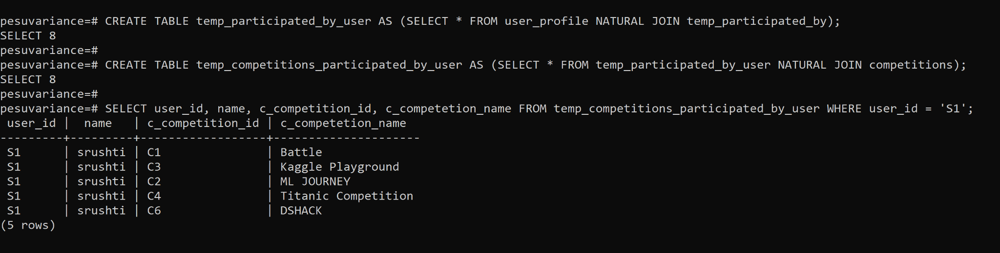 pesuvariance=# CREATE TABLE temp_participated_by_user AS (SELECT * FROM user_profile NATURAL JOIN temp_participated_by);
SELECT 8
pesuvariance=#
pesuvariance=# CREATE TABLE temp_competitions_participated_by_user AS (SELECT * FROM temp_participated_by_user NATURAL JOIN competitions);
SELECT 8
pesuvariance=#
pesuvariance=# SELECT user_id, name, c_competition_id, c_competetion_name FROM temp_competitions_participated_by_user WHERE user_id = 'S1';
 user_id |  name   | c_competition_id | c_competetion_name
---------+---------+------------------+---------------------
 S1      | srushti | C1               | Battle
 S1      | srushti | C3               | Kaggle Playground
 S1      | srushti | C2               | ML JOURNEY
 S1      | srushti | C4               | Titanic Competition
 S1      | srushti | C6               | DSHACK
(5 rows)